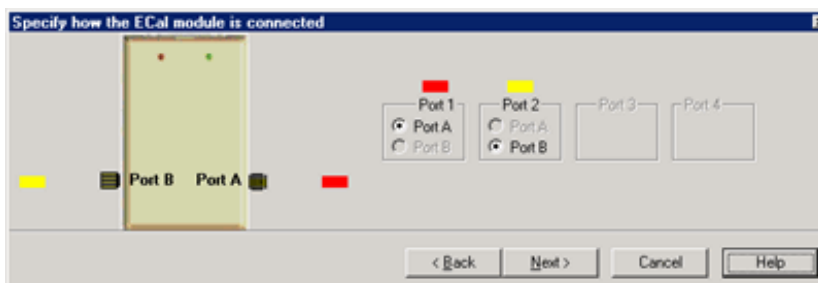 Specify how the ECal module is connected
Port 1 Port 2 Port 3 Port 4
Port A Port A
Port B Port B
Port B Port A
< Back Next > Cancel Help